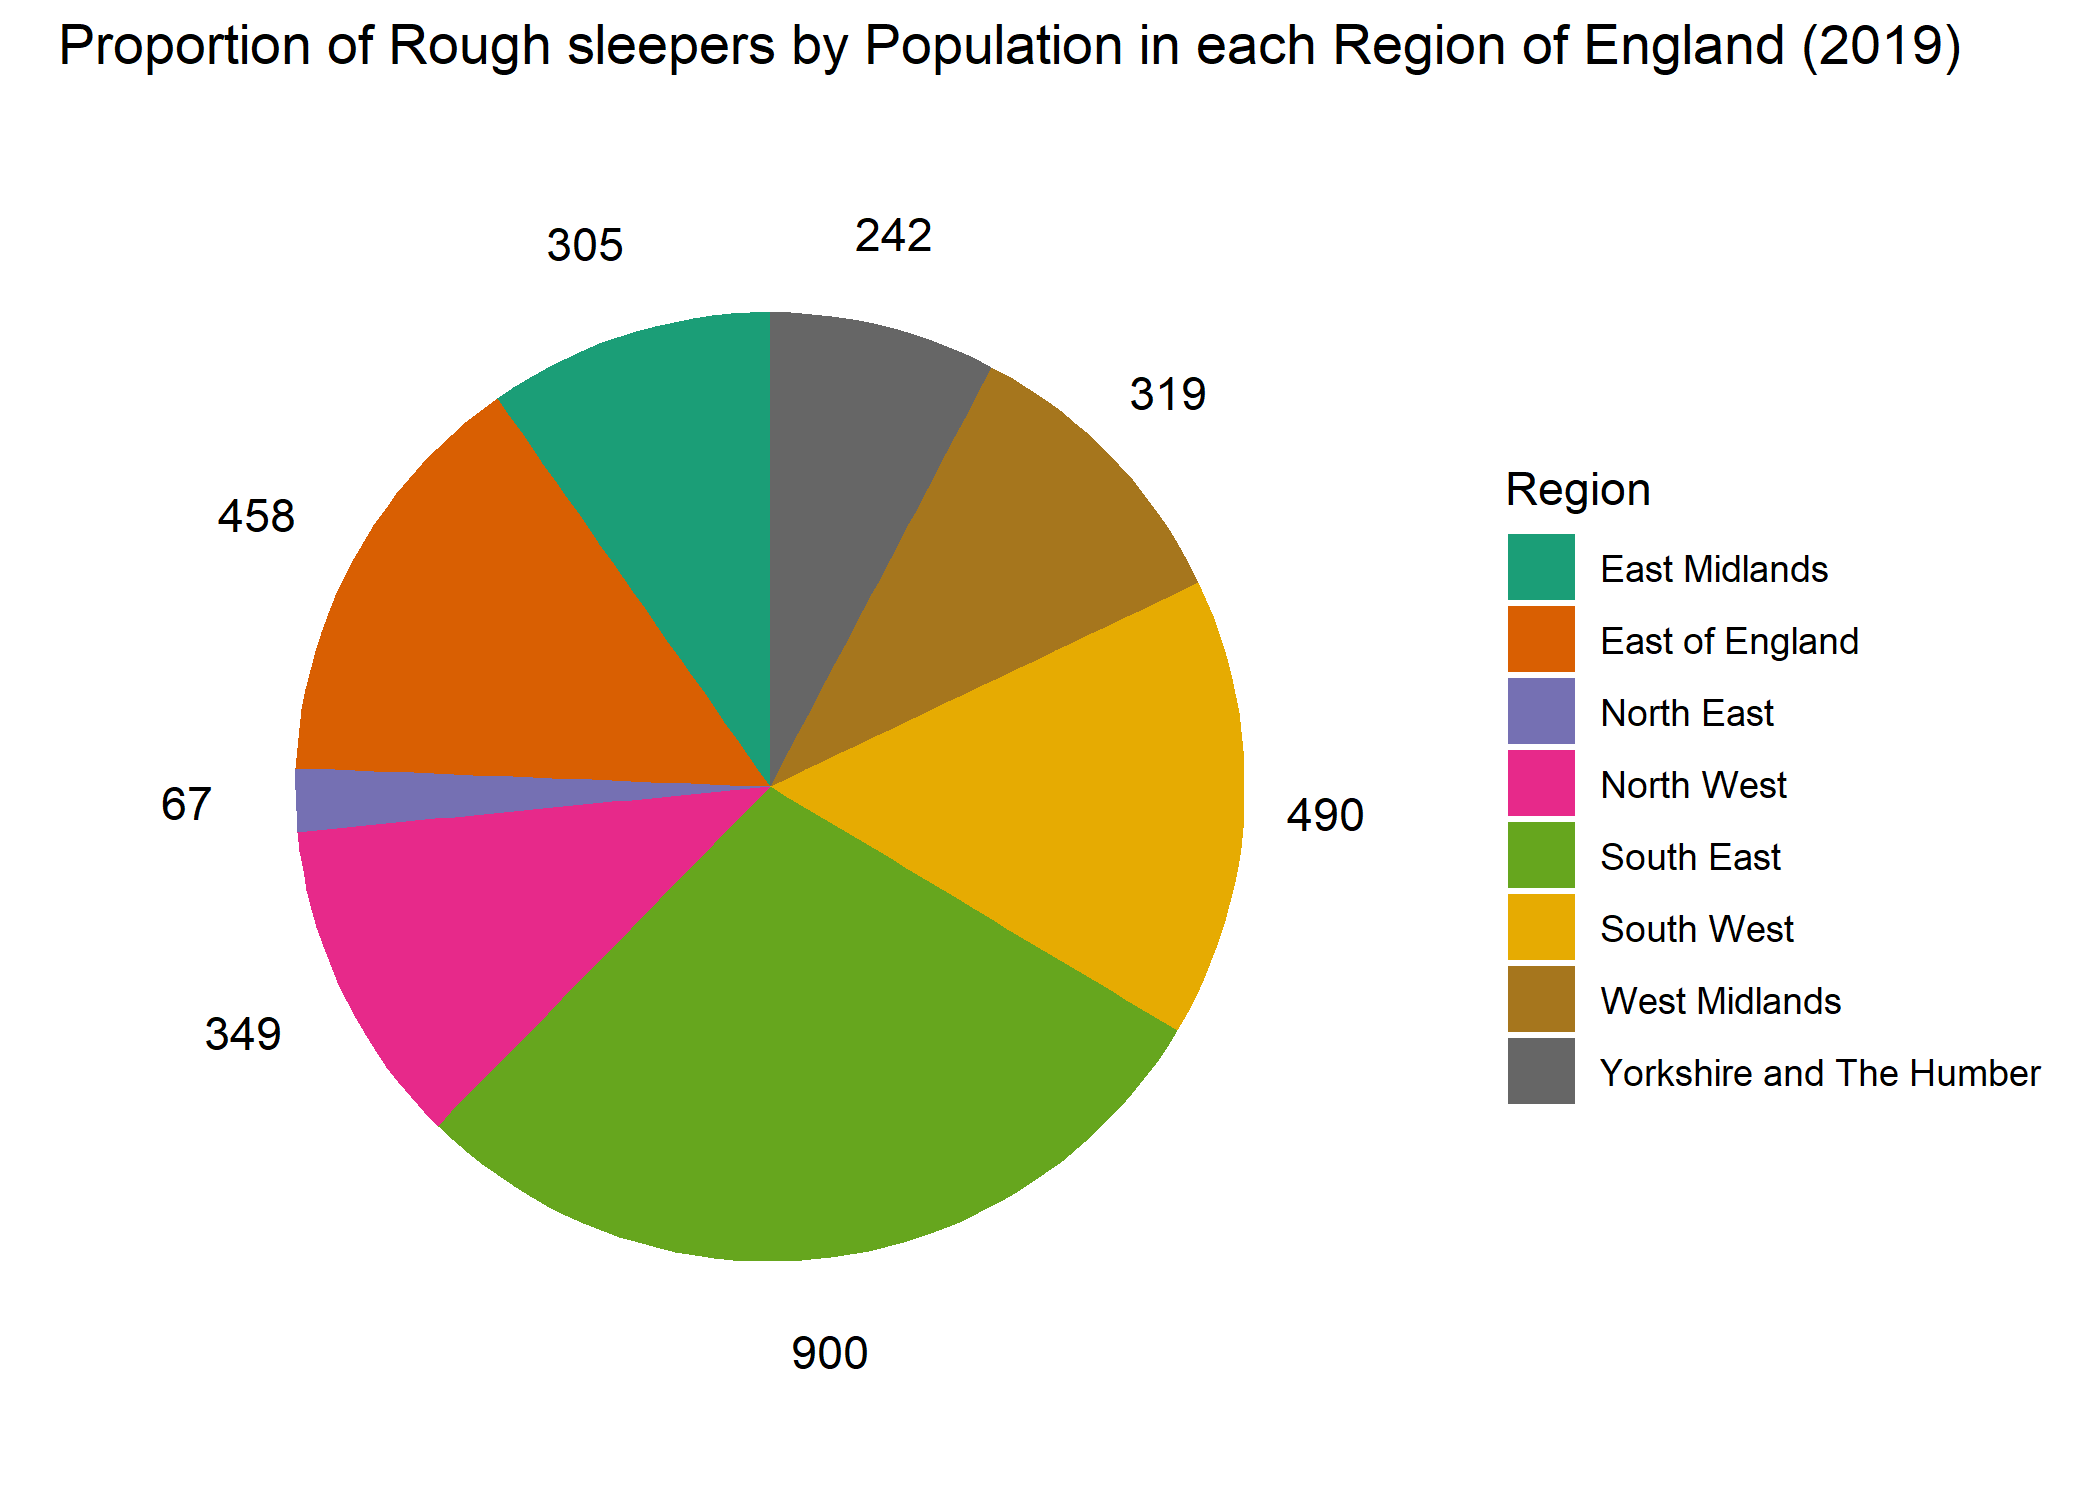 Proportion of Rough sleepers by Population in each Region of England (2019)
305
242
319
458
67
490
349
900
Region
East Midlands
East of England
North East
North West
South East
South West
West Midlands
Yorkshire and The Humber